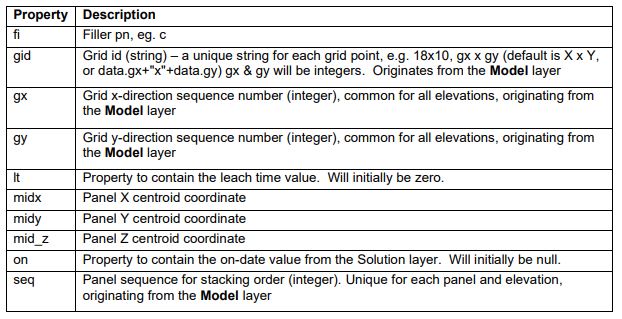 Property Description
fi Filler pn, eg. c
gid Grid id (string) – a unique string for each grid point, e.g. 18x10, gx x gy (default is X x Y,
or data.gx+"x"+data.gy) gx & gy will be integers.  Originates from the Model layer
gx Grid x-direction sequence number (integer), common for all elevations, originating from
the Model layer
gy Grid y-direction sequence number (integer), common for all elevations, originating from
the Model layer
lt Property to contain the leach time value.  Will initially be zero.
midx Panel X centroid coordinate
midy Panel Y centroid coordinate
mid_z Panel Z centroid coordinate
on Property to contain the on-date value from the Solution layer.  Will initially be null.
seq Panel sequence for stacking order (integer). Unique for each panel and elevation,
originating from the Model layer